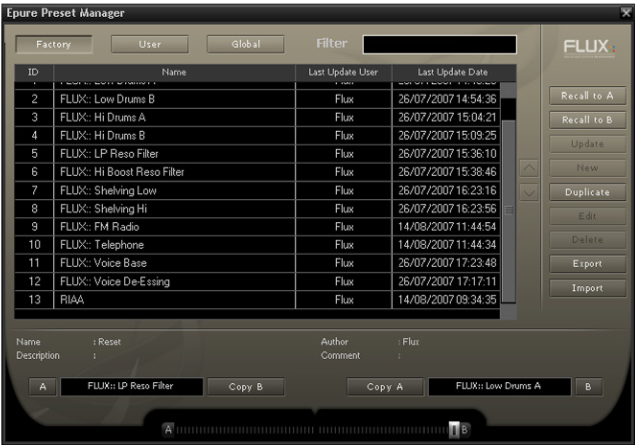 Epure Preset Manager
Factory User Global Filter
FLUX::
ID Name Last Update User Last Update Date
2 FLUX:: Low Drums B Flux 26/07/2007 14:54:36
3 FLUX:: Hi Drums A Flux 26/07/2007 15:04:21
4 FLUX:: Hi Drums B Flux 26/07/2007 15:09:25
5 FLUX:: LP Reso Filter Flux 26/07/2007 15:36:10
6 FLUX:: Hi Boost Reso Filter Flux 26/07/2007 15:38:46
7 FLUX:: Shelving Low Flux 26/07/2007 16:23:16
8 FLUX:: Shelving Hi Flux 26/07/2007 16:23:56
9 FLUX:: FM Radio Flux 14/08/2007 11:44:54
10 FLUX:: Telephone Flux 14/08/2007 11:44:34
11 FLUX:: Voice Base Flux 26/07/2007 17:23:48
12 FLUX:: Voice De-Essing Flux 26/07/2007 17:17:11
13 RIAA Flux 14/08/2007 09:34:35
Recall to A
Recall to B
Update
New
Duplicate
Edit
Delete
Export
Import
Name : Reset Author : Flux
Description : Comment :
A FLUX:: LP Reso Filter Copy B Copy A FLUX:: Low Drums A B
A B